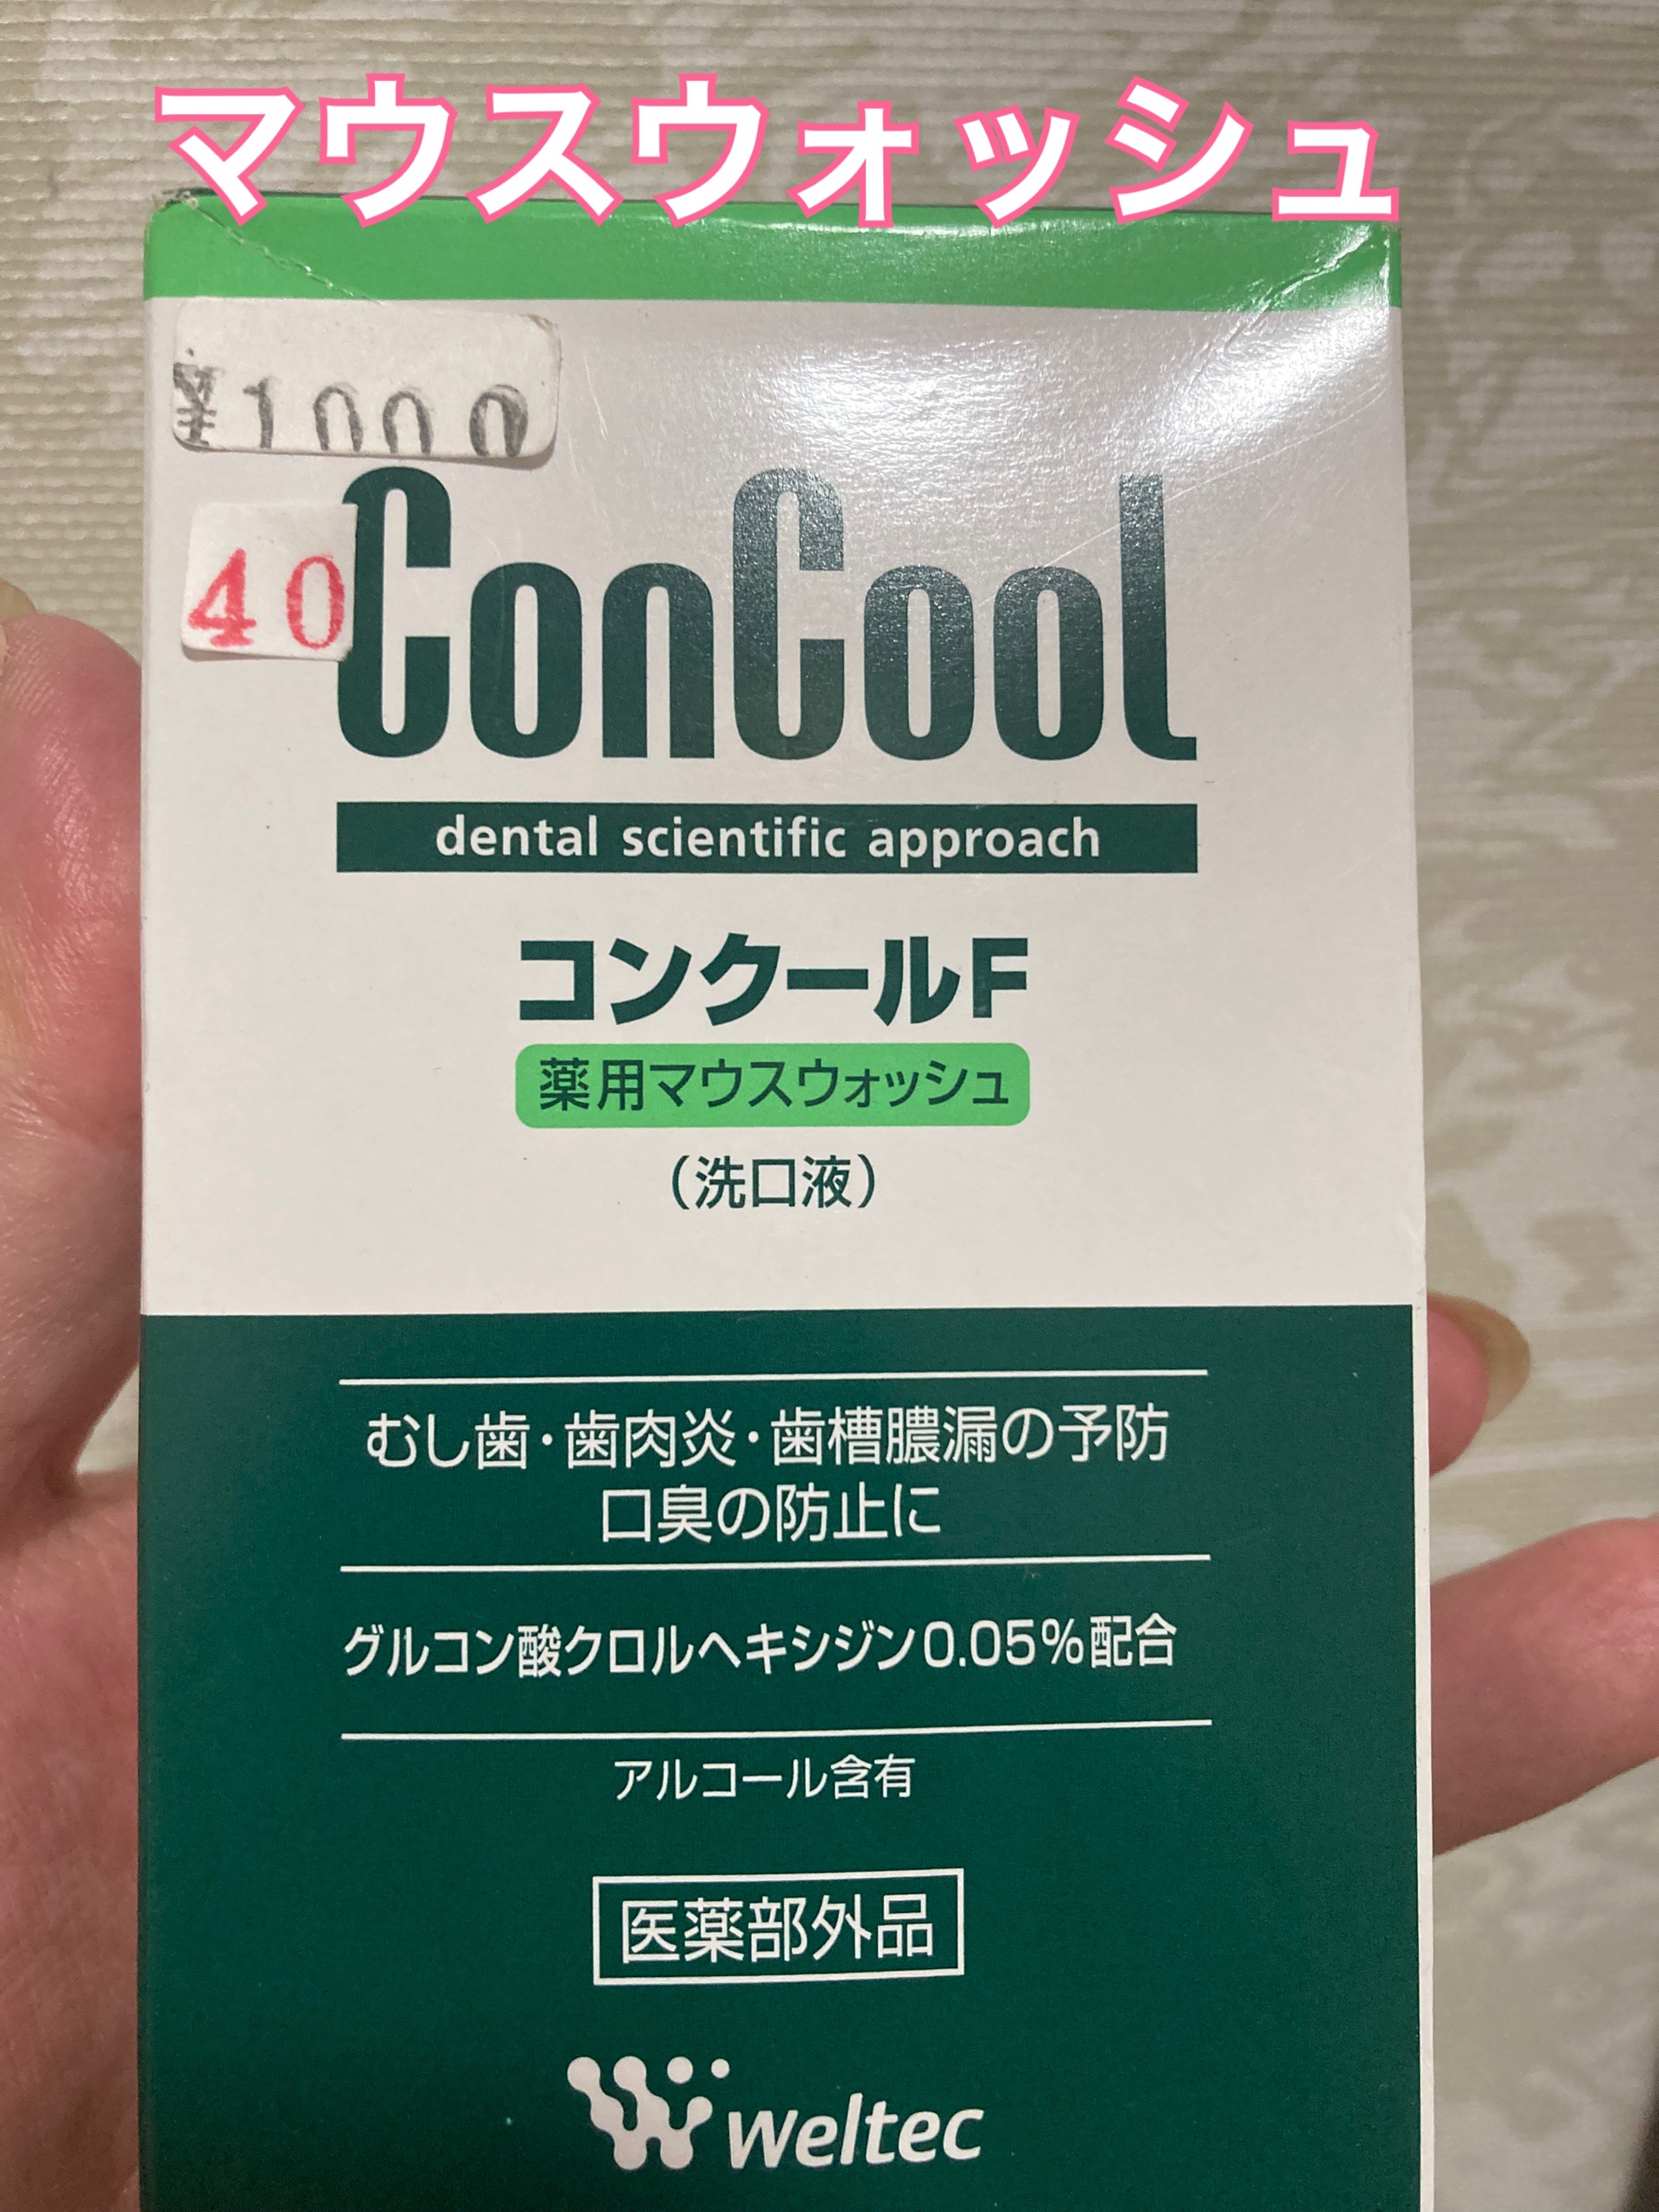 マウスウォッシュ
¥1000
40
ConCool
dental scientific approach
コンクールF
薬用マウスウォッシュ
（洗口液）
むし歯・歯肉炎・歯槽膿漏の予防
口臭の防止に
グルコン酸クロルヘキシジン0.05%配合
アルコール含有
医薬部外品
weltec